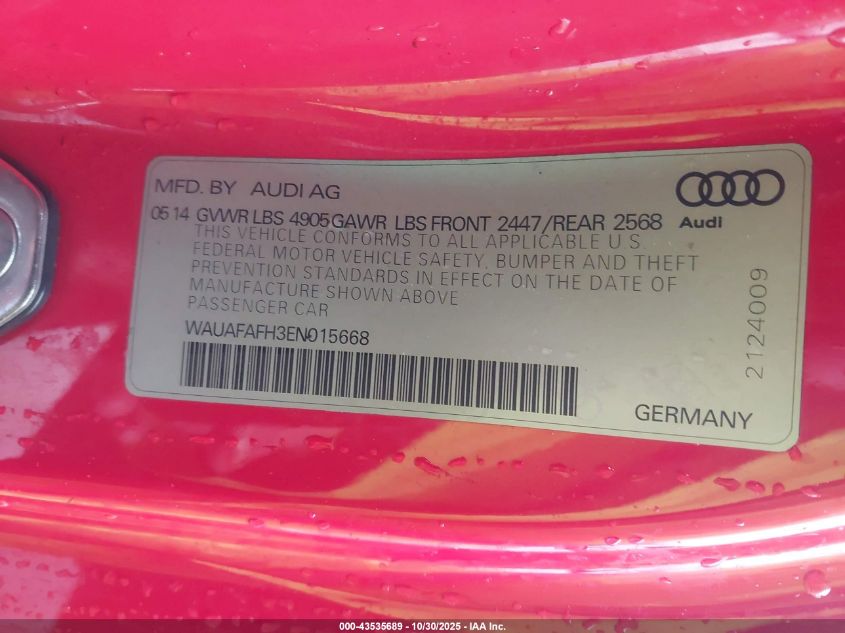 MFD. BY AUDI AG
05 14 GVWR LBS 4905 GAWR LBS FRONT 2447/REAR 2568
Audi
THIS VEHICLE CONFORMS TO ALL APPLICABLE U.S.
FEDERAL MOTOR VEHICLE SAFETY, BUMPER AND THEFT
PREVENTION STANDARDS IN EFFECT ON THE DATE OF
MANUFACTURE SHOWN ABOVE
PASSENGER CAR
WAUAFAFH3EN015668
GERMANY
2124009
000-43535689 - 10/30/2025 - IAA Inc.